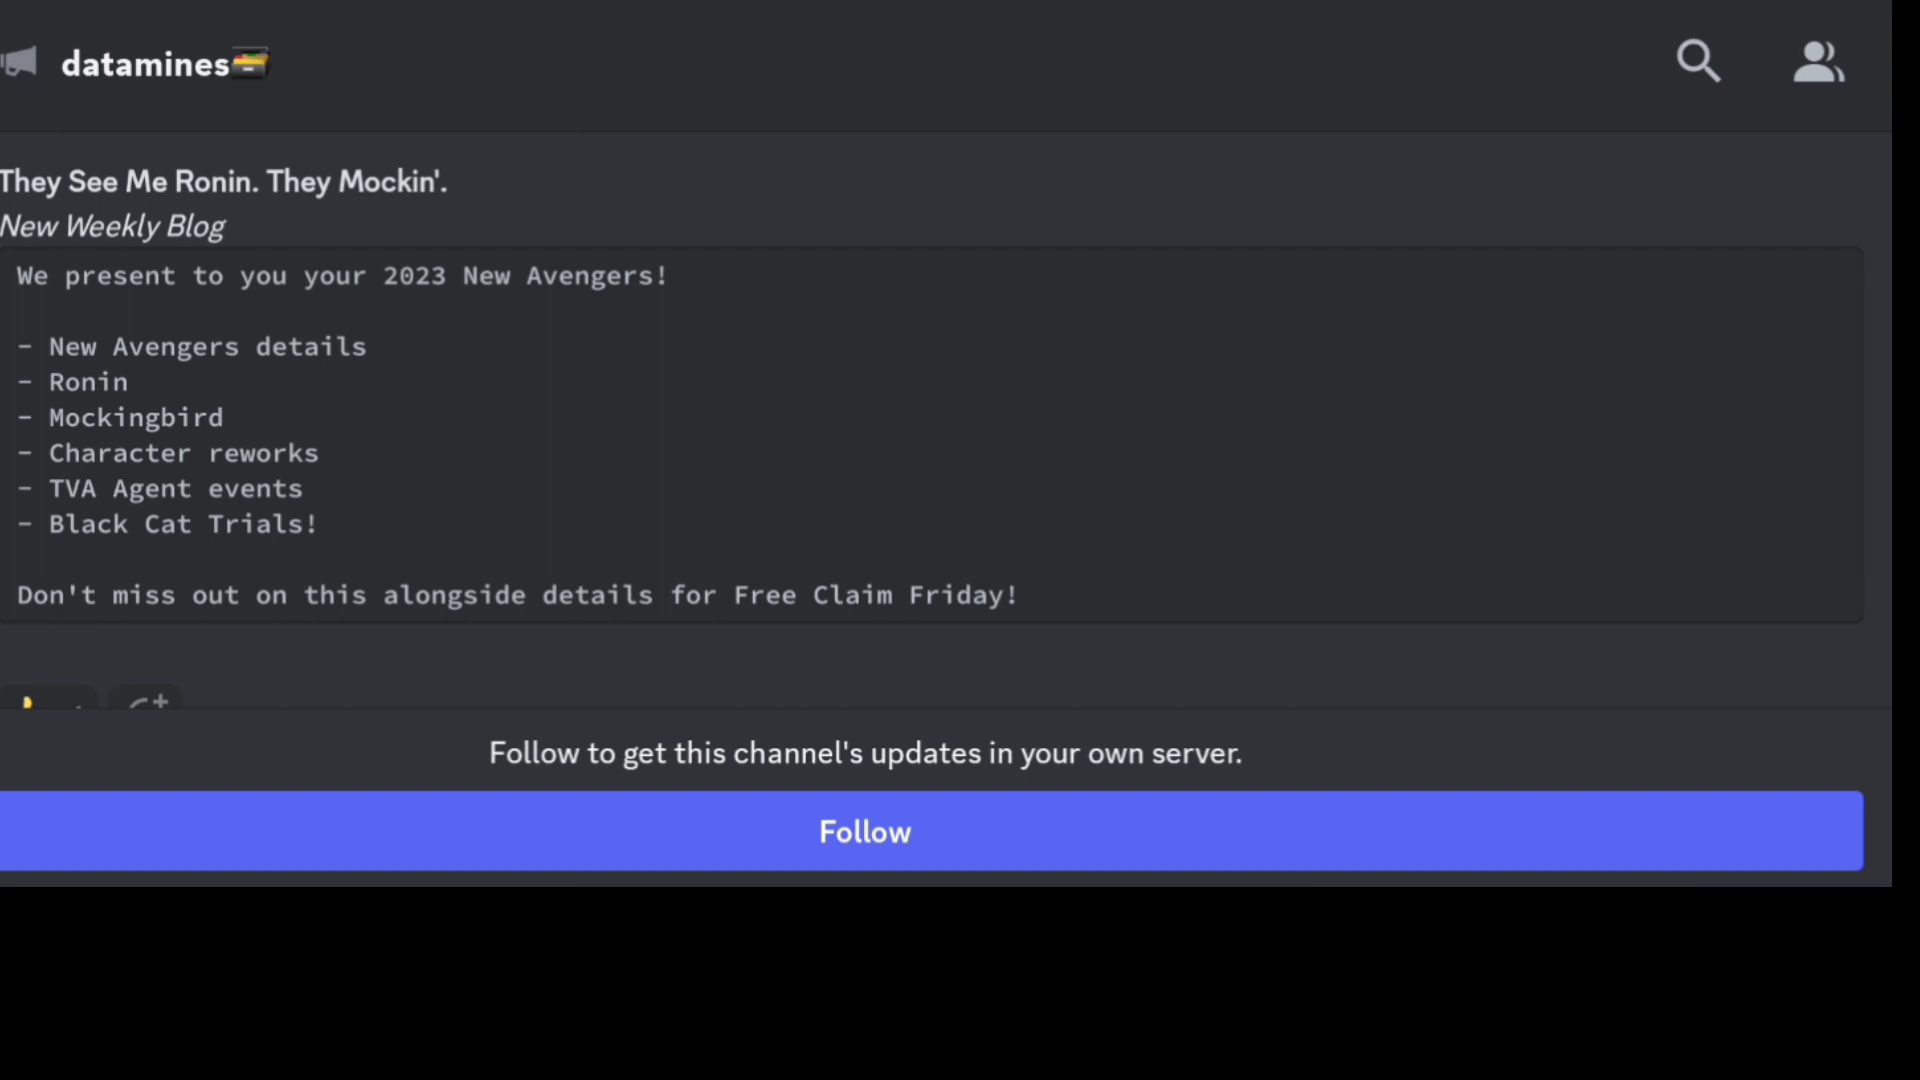 datamines
They See Me Ronin. They Mockin'.
New Weekly Blog
We present to you your 2023 New Avengers!
- New Avengers details
- Ronin
- Mockingbird
- Character reworks
- TVA Agent events
- Black Cat Trials!
Don't miss out on this alongside details for Free Claim Friday!
Follow to get this channel's updates in your own server.
Follow